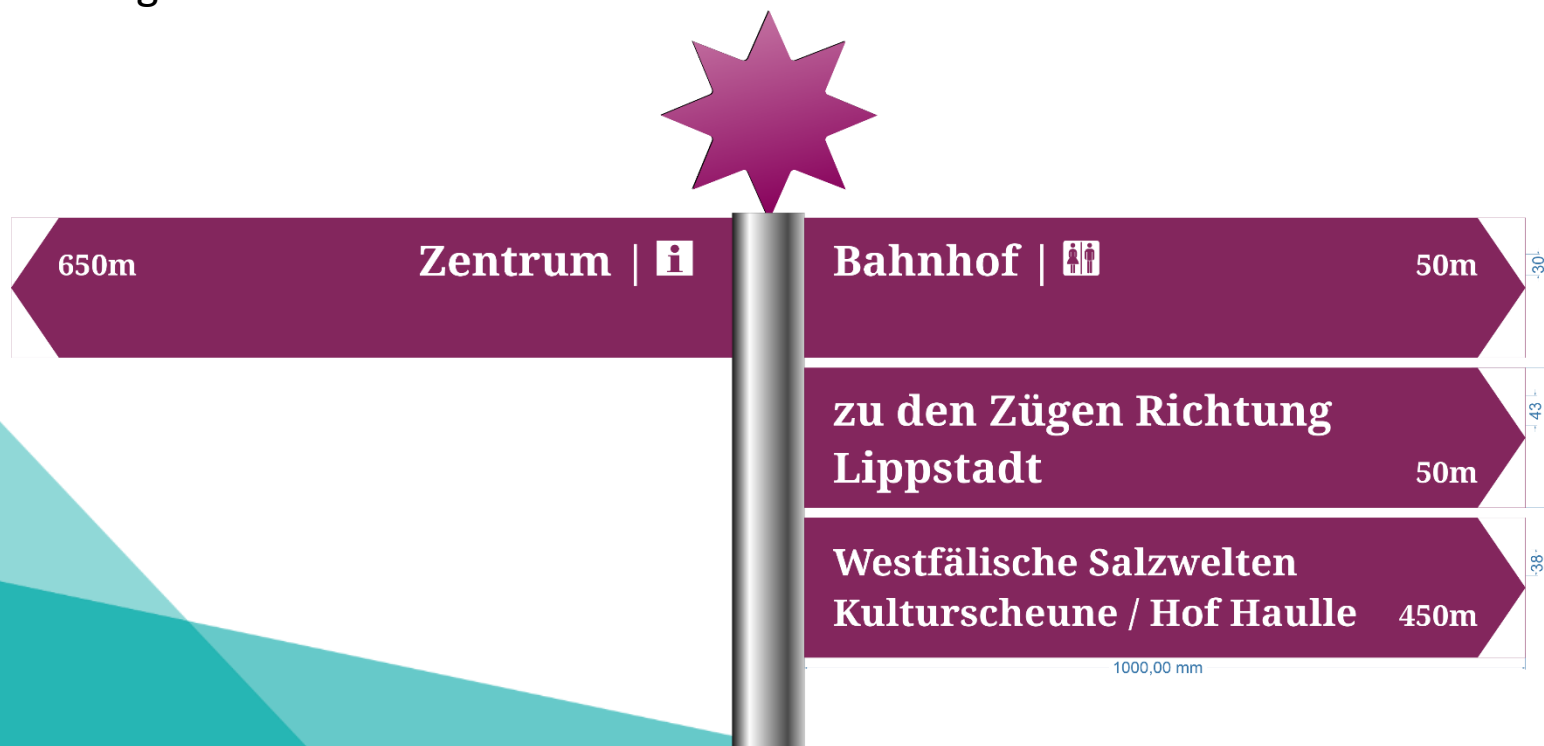 650m Zentrum | i
Bahnhof | 50m
30
zu den Zügen Richtung
Lippstadt 50m
43
Westfälische Salzwelten
Kulturscheune / Hof Haulle 450m
38
1000,00 mm